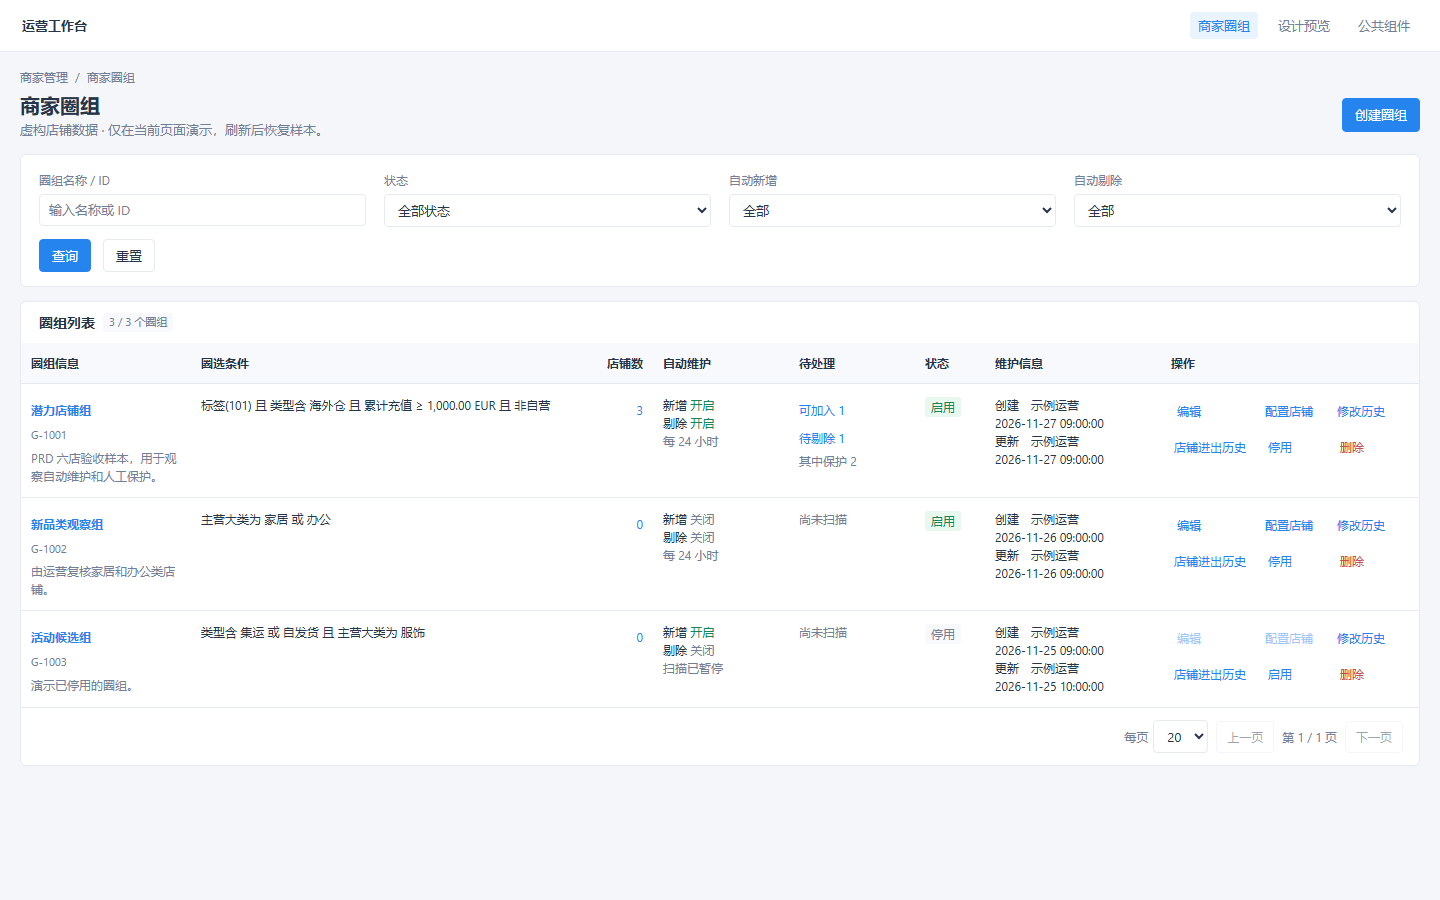 运营工作台
商家圈组 设计预览 公共组件
商家管理 / 商家圈组
商家圈组
虚构店铺数据 · 仅在当前页面演示，刷新后恢复样本。
创建圈组
圈组名称 / ID 状态 自动新增 自动剔除
输入名称或 ID 全部状态 全部 全部
查询 重置
圈组列表 3 / 3 个圈组
圈组信息 圈选条件 店铺数 自动维护 待处理 状态 维护信息 操作
潜力店铺组
G-1001
PRD 六店验收样本，用于观
察自动维护和人工保护。
标签(101) 且 类型含 海外仓 且 累计充值 ≥ 1,000.00 EUR 且 非自营
3
新增 开启
剔除 开启
每 24 小时
可加入 1
待剔除 1
其中保护 2
启用
创建 示例运营
2026-11-27 09:00:00
更新 示例运营
2026-11-27 09:00:00
编辑 配置店铺 修改历史
店铺进出历史 停用 删除
新品类观察组
G-1002
由运营复核家居和办公类店
铺。
主营大类为 家居 或 办公
0
新增 关闭
剔除 关闭
每 24 小时
尚未扫描
启用
创建 示例运营
2026-11-26 09:00:00
更新 示例运营
2026-11-26 09:00:00
编辑 配置店铺 修改历史
店铺进出历史 停用 删除
活动候选组
G-1003
演示已停用的圈组。
类型含 集运 或 自发货 且 主营大类为 服饰
0
新增 开启
剔除 关闭
扫描已暂停
尚未扫描
停用
创建 示例运营
2026-11-25 09:00:00
更新 示例运营
2026-11-25 10:00:00
编辑 配置店铺 修改历史
店铺进出历史 启用 删除
每页 20 上一页 第 1 / 1 页 下一页